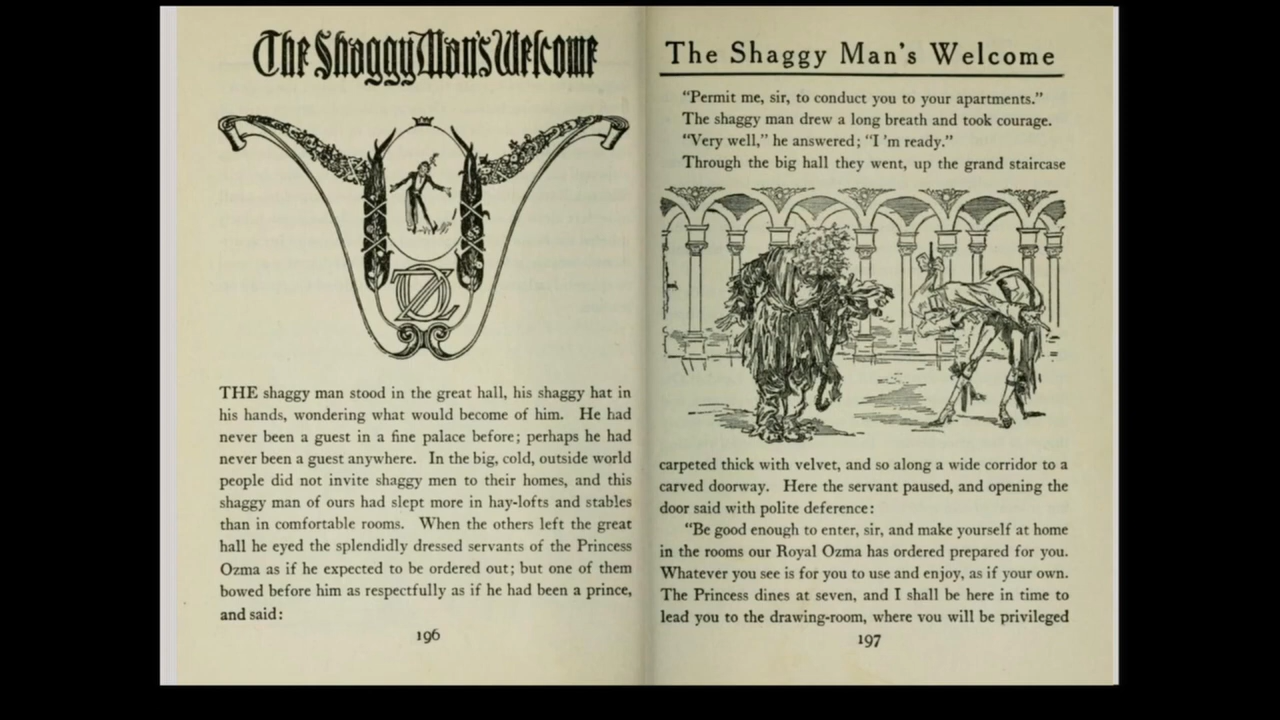 The Shaggy Man's Welcome
OZ
THE shaggy man stood in the great hall, his shaggy hat in
his hands, wondering what would become of him. He had
never been a guest in a fine palace before; perhaps he had
never been a guest anywhere. In the big, cold, outside world
people did not invite shaggy men to their homes, and this
shaggy man of ours had slept more in hay-lofts and stables
than in comfortable rooms. When the others left the great
hall he eyed the splendidly dressed servants of the Princess
Ozma as if he expected to be ordered out; but one of them
bowed before him as respectfully as if he had been a prince,
and said:
196
The Shaggy Man's Welcome
"Permit me, sir, to conduct you to your apartments."
The shaggy man drew a long breath and took courage.
"Very well," he answered; "I 'm ready."
Through the big hall they went, up the grand staircase
carpeted thick with velvet, and so along a wide corridor to a
carved doorway. Here the servant paused, and opening the
door said with polite deference:
"Be good enough to enter, sir, and make yourself at home
in the rooms our Royal Ozma has ordered prepared for you.
Whatever you see is for you to use and enjoy, as if your own.
The Princess dines at seven, and I shall be here in time to
lead you to the drawing-room, where you will be privileged
197